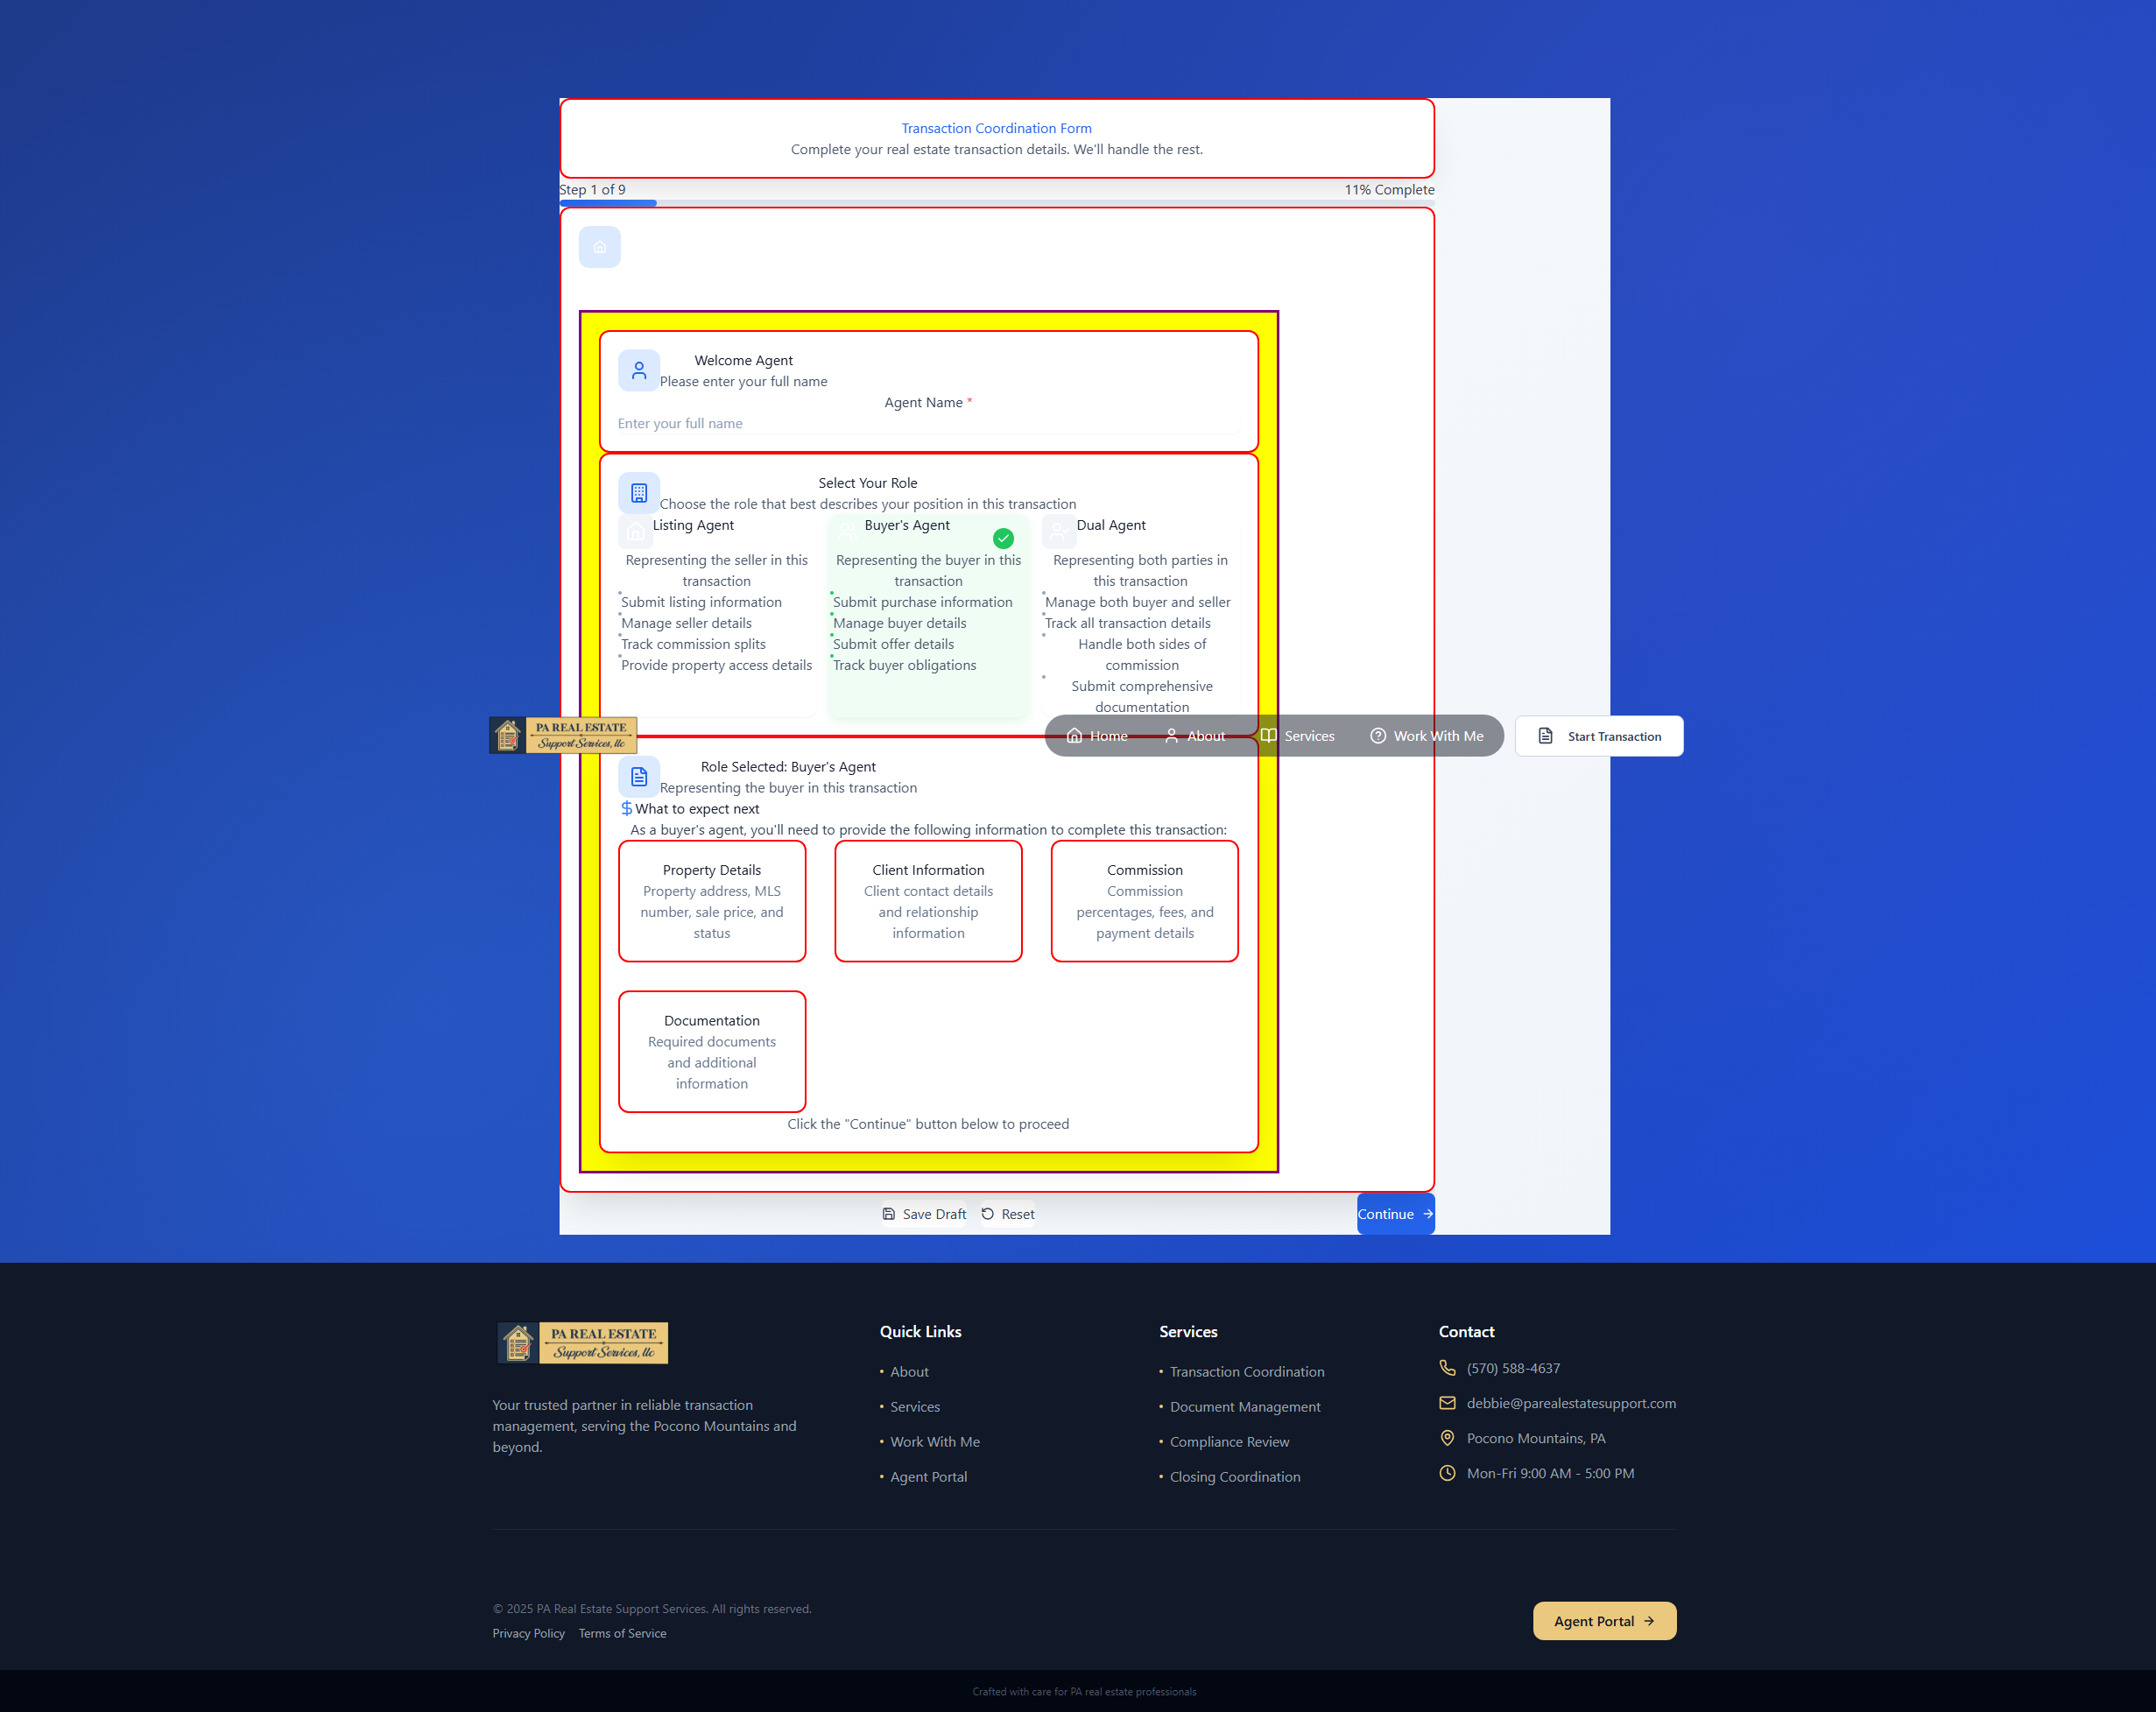 Transaction Coordination Form
Complete your real estate transaction details. We'll handle the rest.
Step 1 of 9
11% Complete
Welcome Agent
Please enter your full name
Agent Name *
Enter your full name
Select Your Role
Choose the role that best describes your position in this transaction
Listing Agent
Representing the seller in this
transaction
Submit listing information
Manage seller details
Track commission splits
Provide property access details
Buyer's Agent
Representing the buyer in this
transaction
Submit purchase information
Manage buyer details
Submit offer details
Track buyer obligations
Dual Agent
Representing both parties in
this transaction
Manage both buyer and seller
Track all transaction details
Handle both sides of
commission
Submit comprehensive
documentation
PA REAL ESTATE
Support Services, llc
Home
About
Services
Work With Me
Start Transaction
Role Selected: Buyer's Agent
Representing the buyer in this transaction
What to expect next
As a buyer's agent, you'll need to provide the following information to complete this transaction:
Property Details
Property address, MLS
number, sale price, and
status
Client Information
Client contact details
and relationship
information
Commission
Commission
percentages, fees, and
payment details
Documentation
Required documents
and additional
information
Click the "Continue" button below to proceed
Save Draft
Reset
Continue
PA REAL ESTATE
Support Services, llc
Your trusted partner in reliable transaction
management, serving the Pocono Mountains and
beyond.
Quick Links
• About
• Services
• Work With Me
• Agent Portal
Services
• Transaction Coordination
• Document Management
• Compliance Review
• Closing Coordination
Contact
(570) 588-4637
debbie@parealestatesupport.com
Pocono Mountains, PA
Mon-Fri 9:00 AM - 5:00 PM
© 2025 PA Real Estate Support Services. All rights reserved.
Privacy Policy
Terms of Service
Agent Portal
Crafted with care for PA real estate professionals